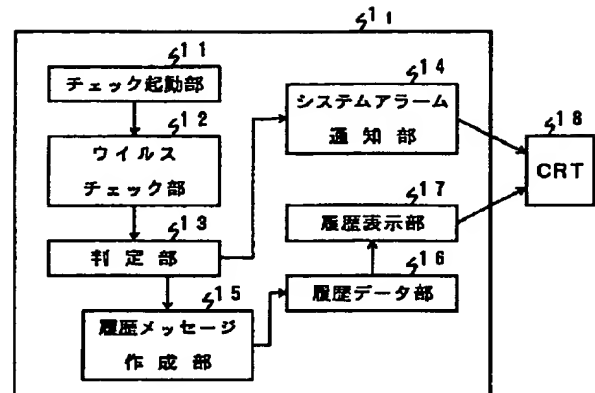 11
11
チェック起動部
12
ウイルス
チェック部
13
判定部
15
履歴メッセージ
作成部
14
システムアラーム
通知部
17
履歴表示部
16
履歴データ部
18
CRT